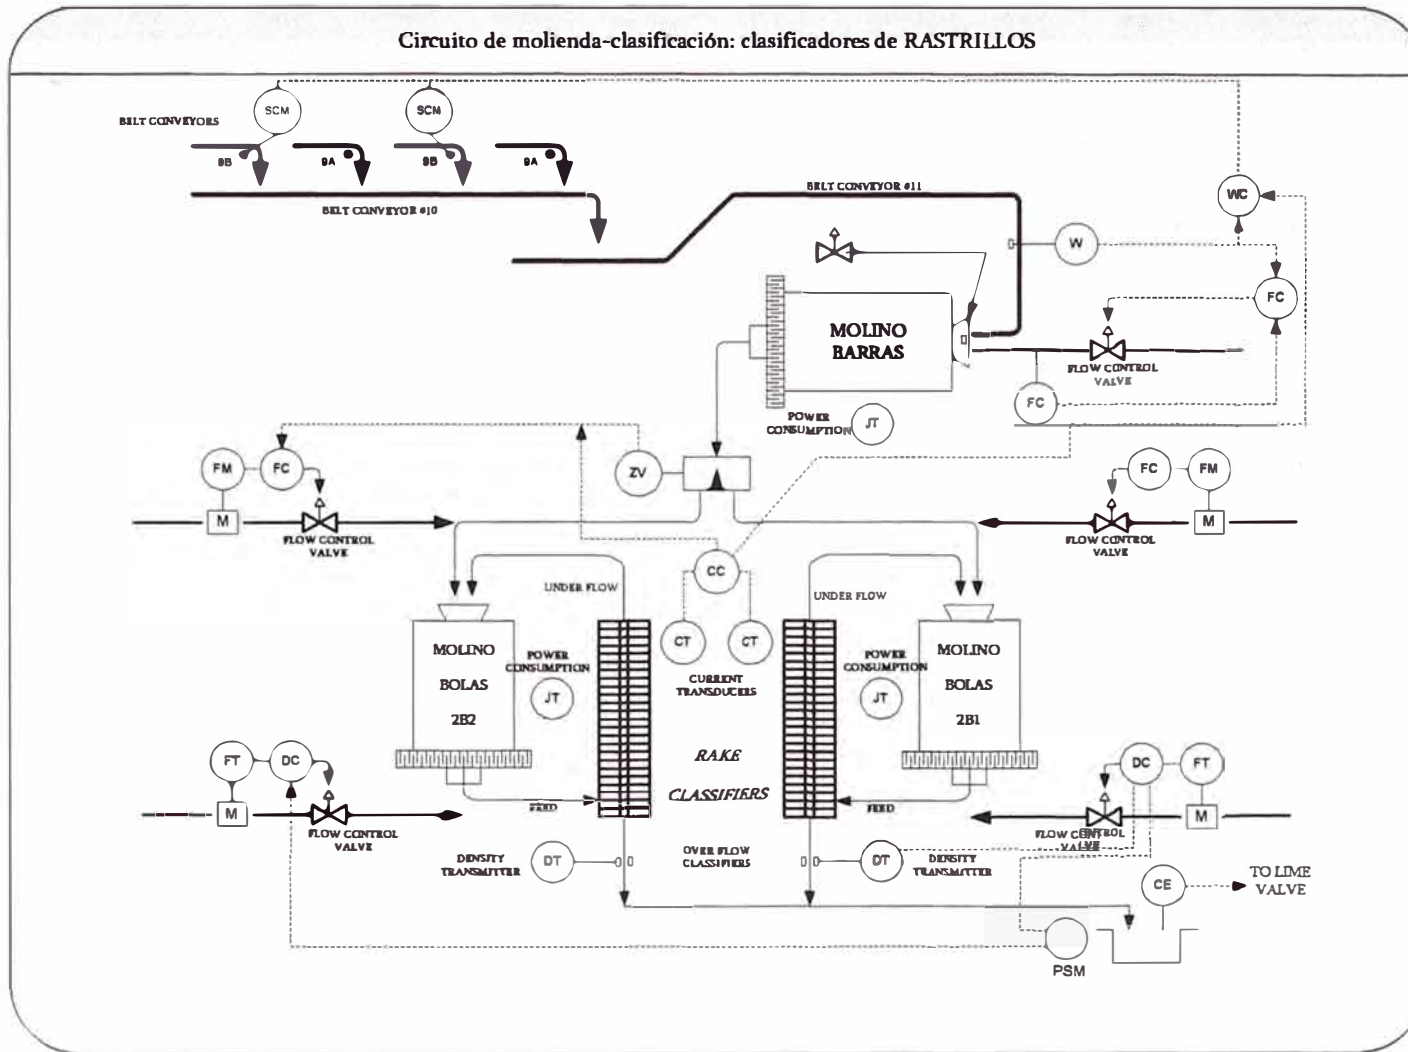 Circuito de molienda-clasificación: clasificadores de RASTRILLOS
SCM
SCM
BELT CONVEYORS
9B
9A
9B
9A
BELT CONVEYOR #10
BELT CONVEYOR #11
WC
W
FC
MOLINO
BARRAS
FLOW CONTROL
VALVE
FC
POWER
CONSUMPTION
JT
FM
FC
ZV
FC
FM
M
FLOW CONTROL
VALVE
FLOW CONTROL
VALVE
M
CC
UNDER FLOW
UNDER FLOW
MOLINO
BOLAS
2B2
POWER
CONSUMPTION
JT
CT
CT
CURRENT
TRANSDUCERS
POWER
CONSUMPTION
JT
MOLINO
BOLAS
2B1
RAKE
CLASSIFIERS
FT
DC
DC
FT
M
FLOW CONTROL
VALVE
FEED
FEED
FLOW CONTROL
VALVE
M
DENSITY
TRANSMITTER
DT
OVER FLOW
CLASSIFIERS
DT
DENSITY
TRANSMITTER
CE
TO LIME
VALVE
PSM